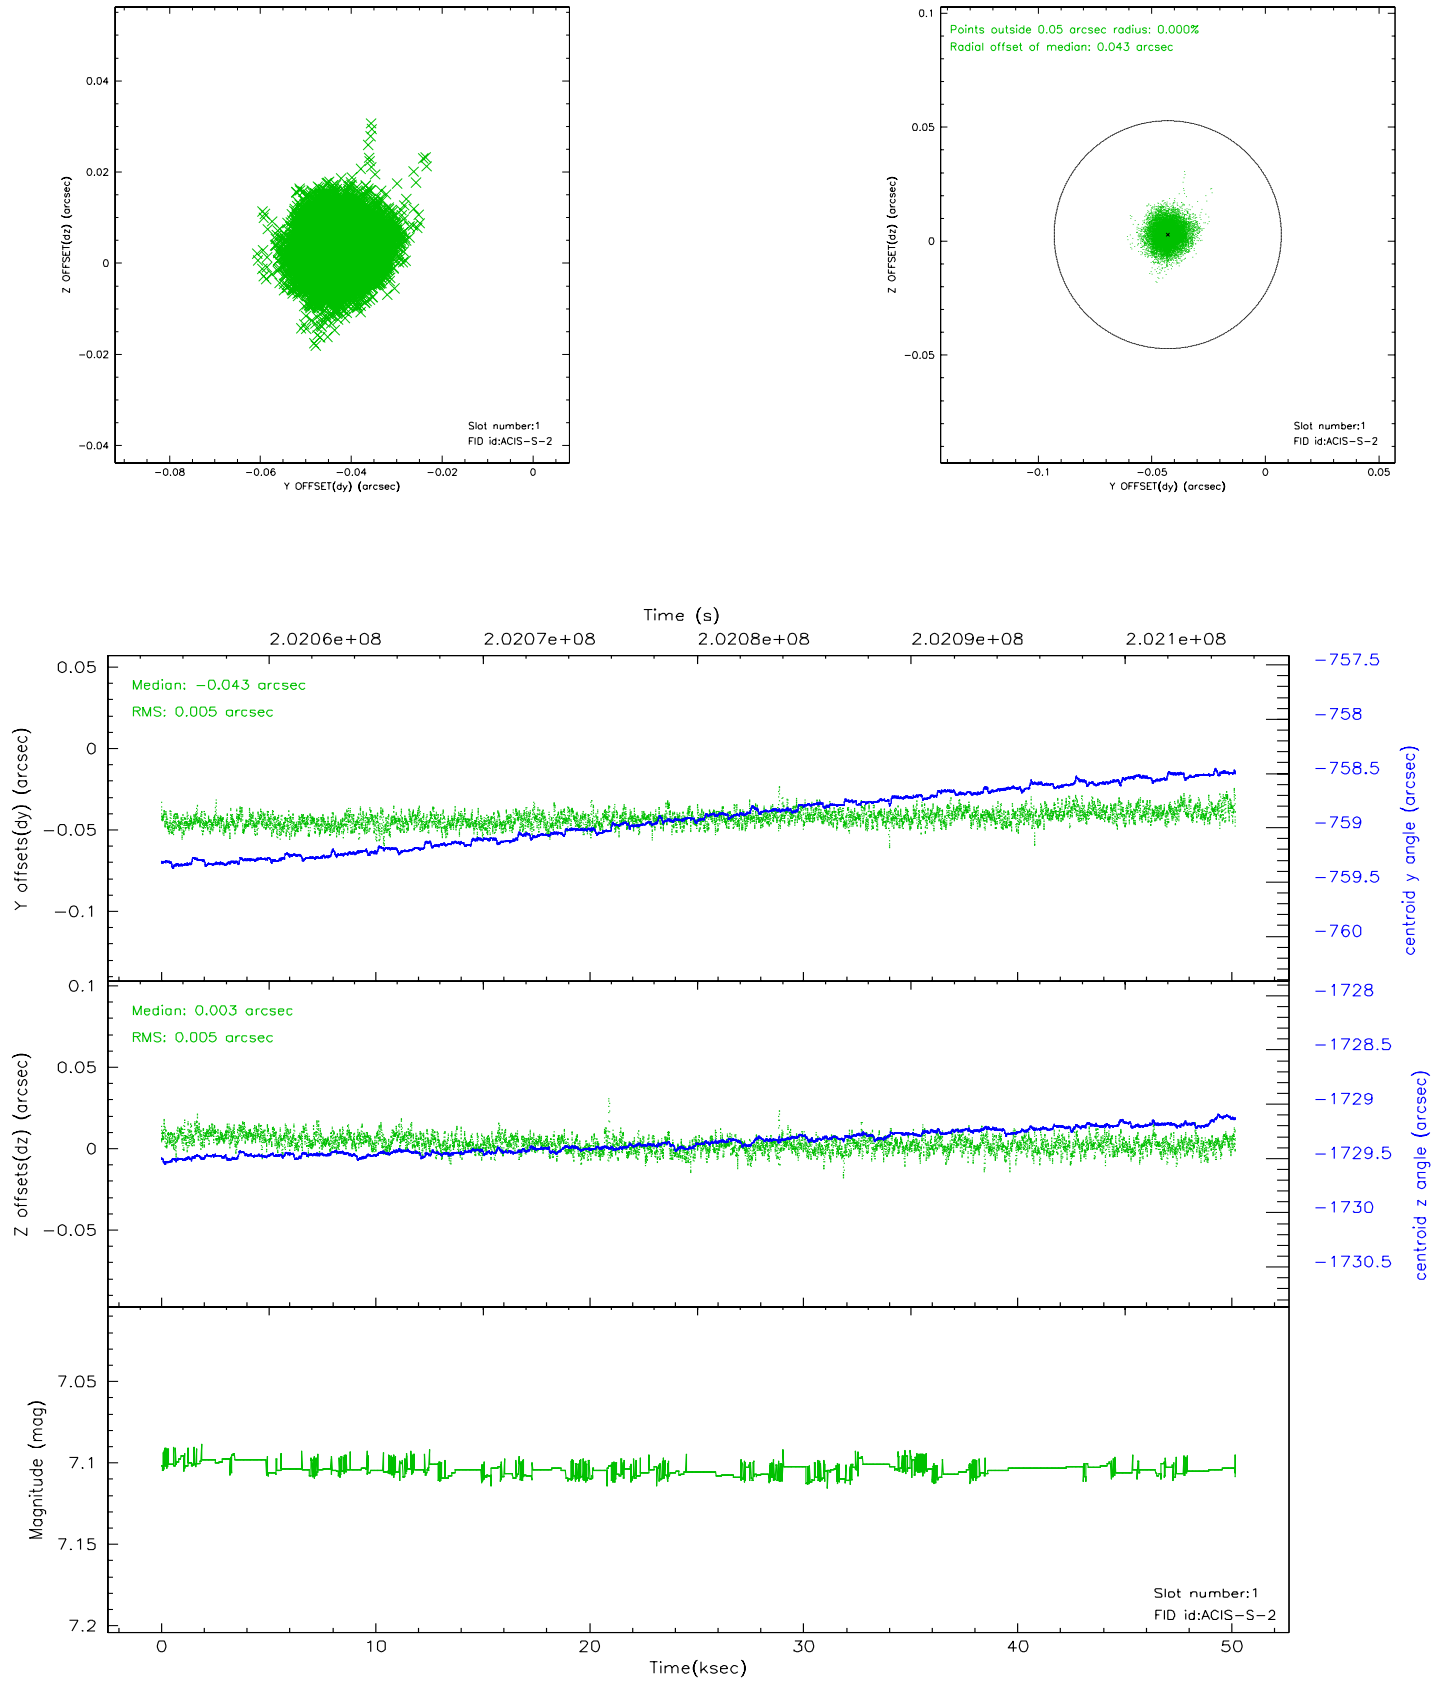 0.04
0.02
0
−0.02
−0.04
Z OFFSET(dz) (arcsec)
Slot number:1
FID id:ACIS−S−2
−0.08
−0.06
−0.04
−0.02
0
Y OFFSET(dy) (arcsec)
0.1
0.05
0
−0.05
Z OFFSET(dz) (arcsec)
Points outside 0.05 arcsec radius: 0.000%
Radial offset of median: 0.043 arcsec
Slot number:1
FID id:ACIS−S−2
−0.1
−0.05
0
0.05
Y OFFSET(dy) (arcsec)
Time (s)
2.0206e+08
2.0207e+08
2.0208e+08
2.0209e+08
2.021e+08
0.05
0
−0.05
−0.1
Y offsets(dy) (arcsec)
Median: −0.043 arcsec
RMS: 0.005 arcsec
−757.5
−758
−758.5
−759
−759.5
−760
centroid y angle (arcsec)
0.1
0.05
0
−0.05
Z offsets(dz) (arcsec)
Median: 0.003 arcsec
RMS: 0.005 arcsec
−1728
−1728.5
−1729
−1729.5
−1730
−1730.5
centroid z angle (arcsec)
7.05
7.1
7.15
7.2
Magnitude (mag)
Slot number:1
FID id:ACIS−S−2
0
10
20
30
40
50
Time(ksec)